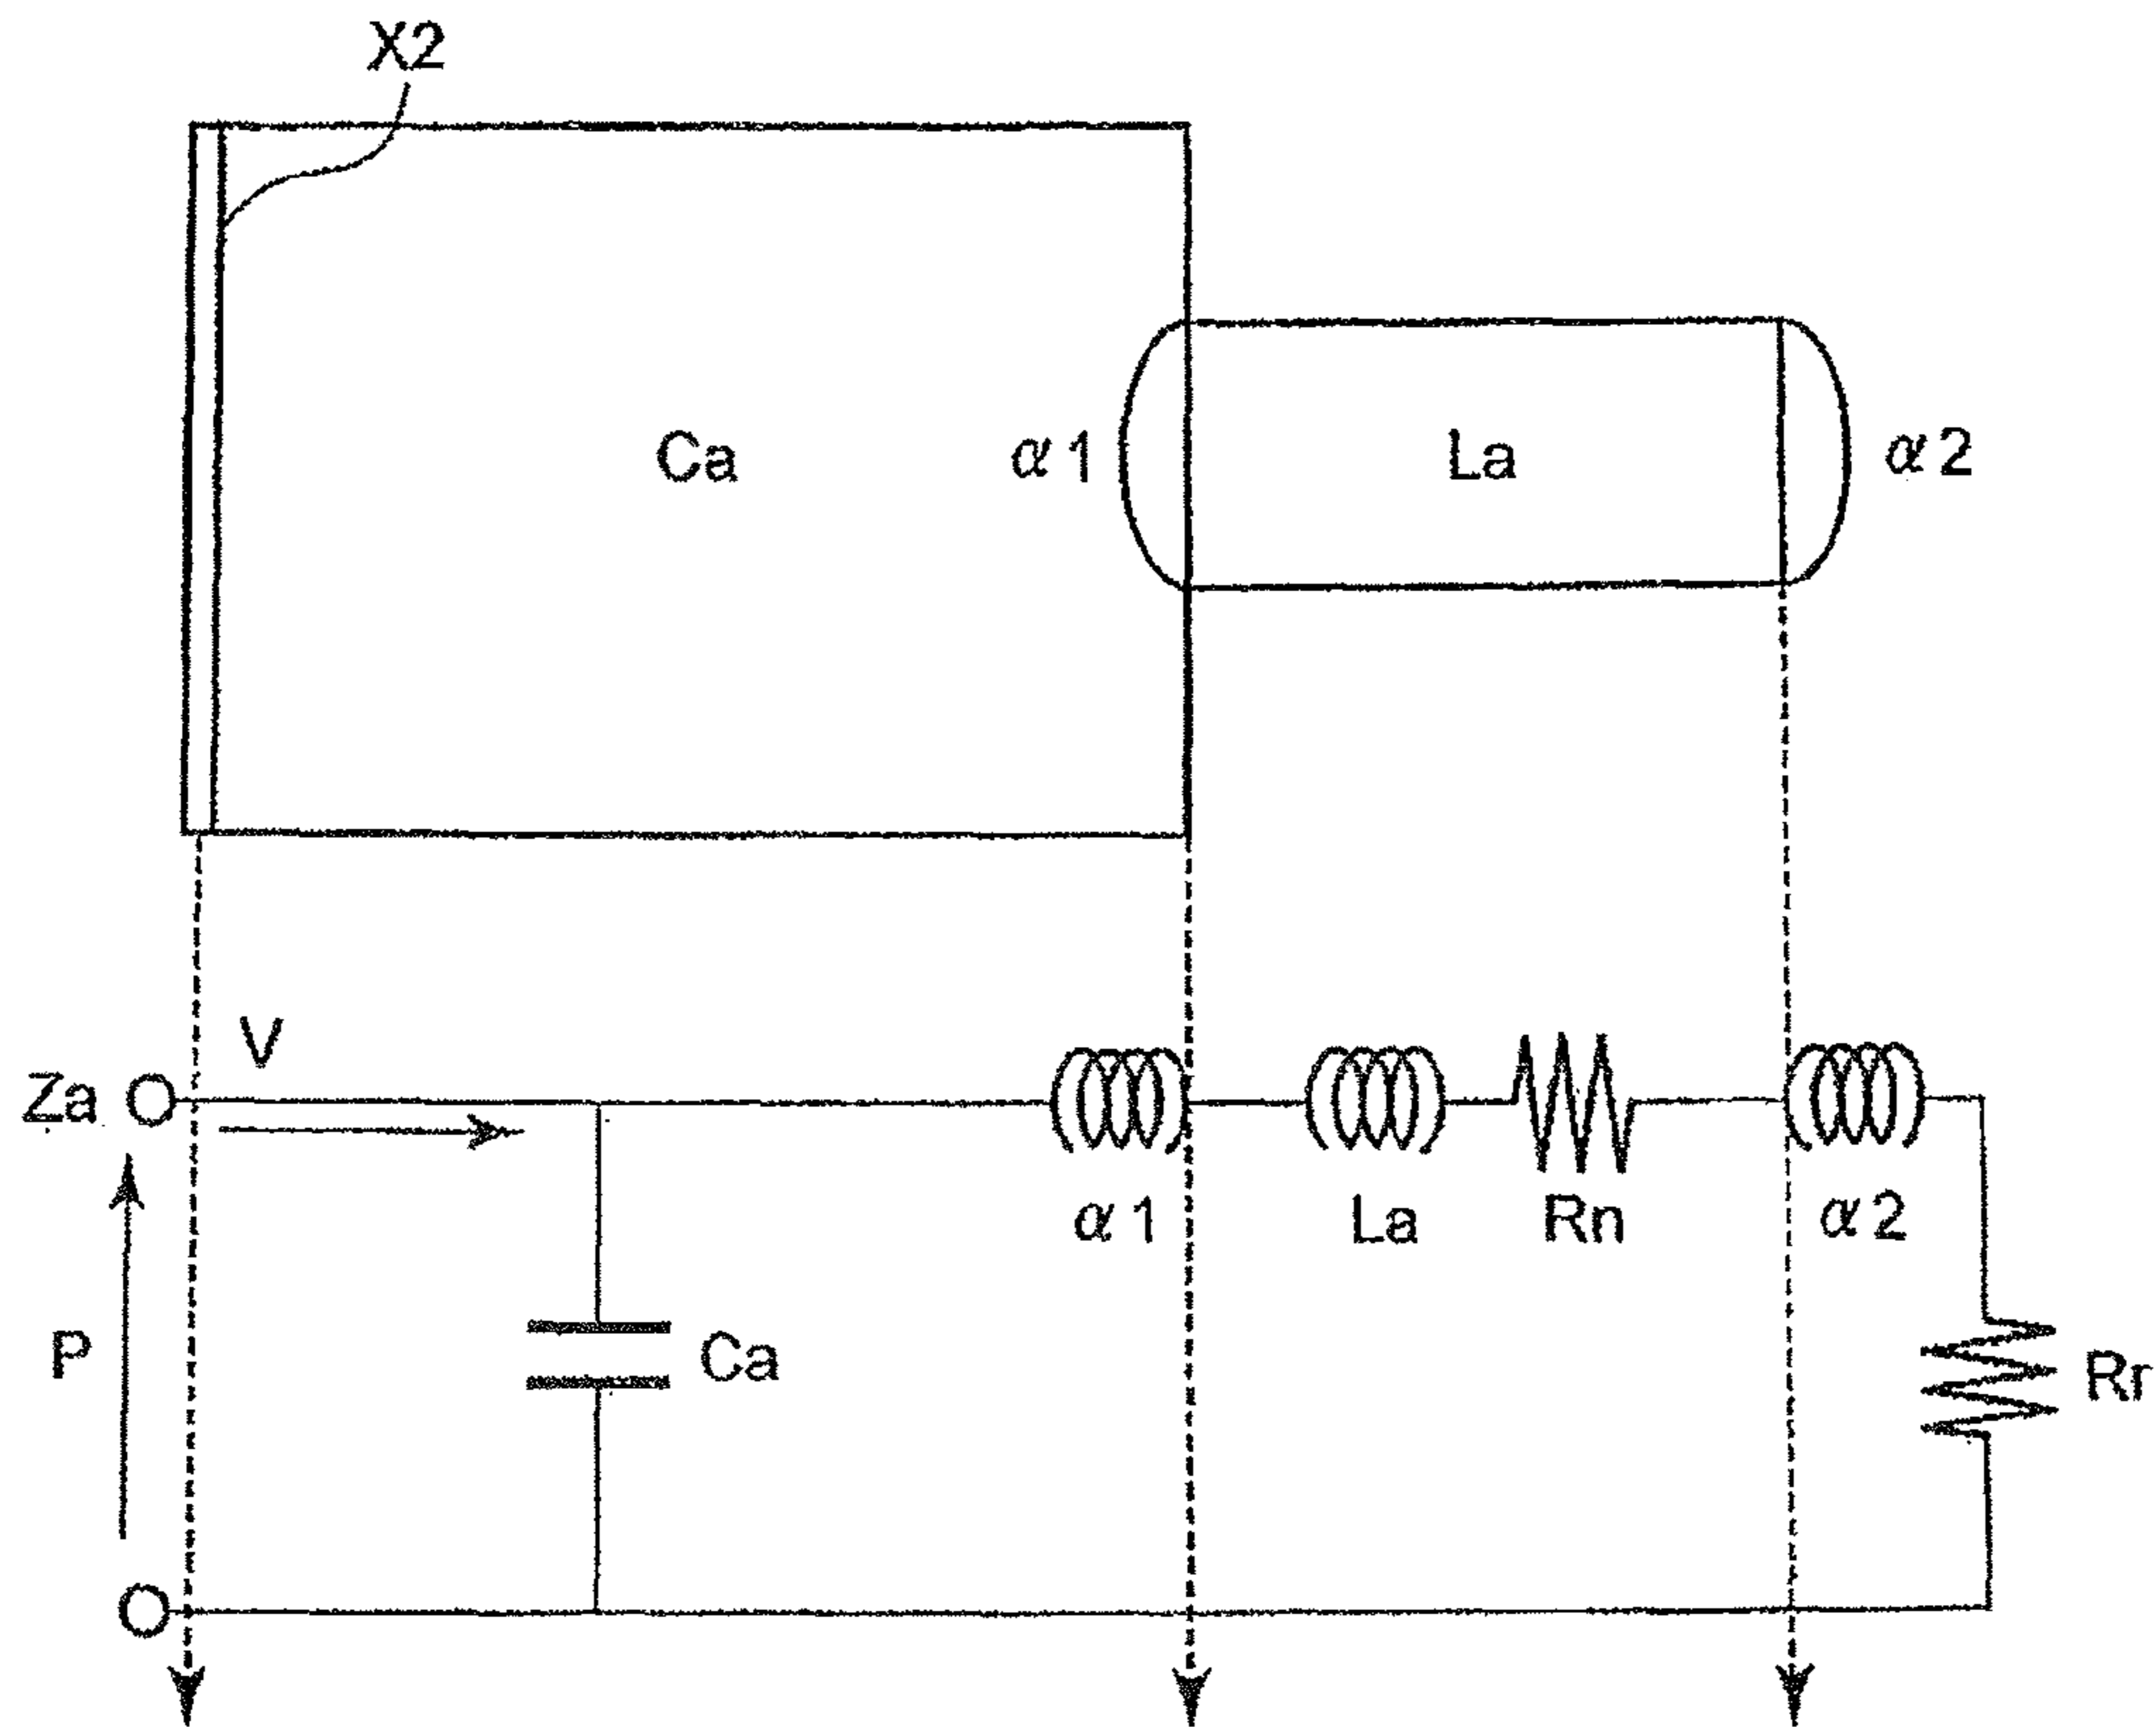 X2
Ca α1 La α2
V
Za
α1 La Rn α2
P Ca Rr